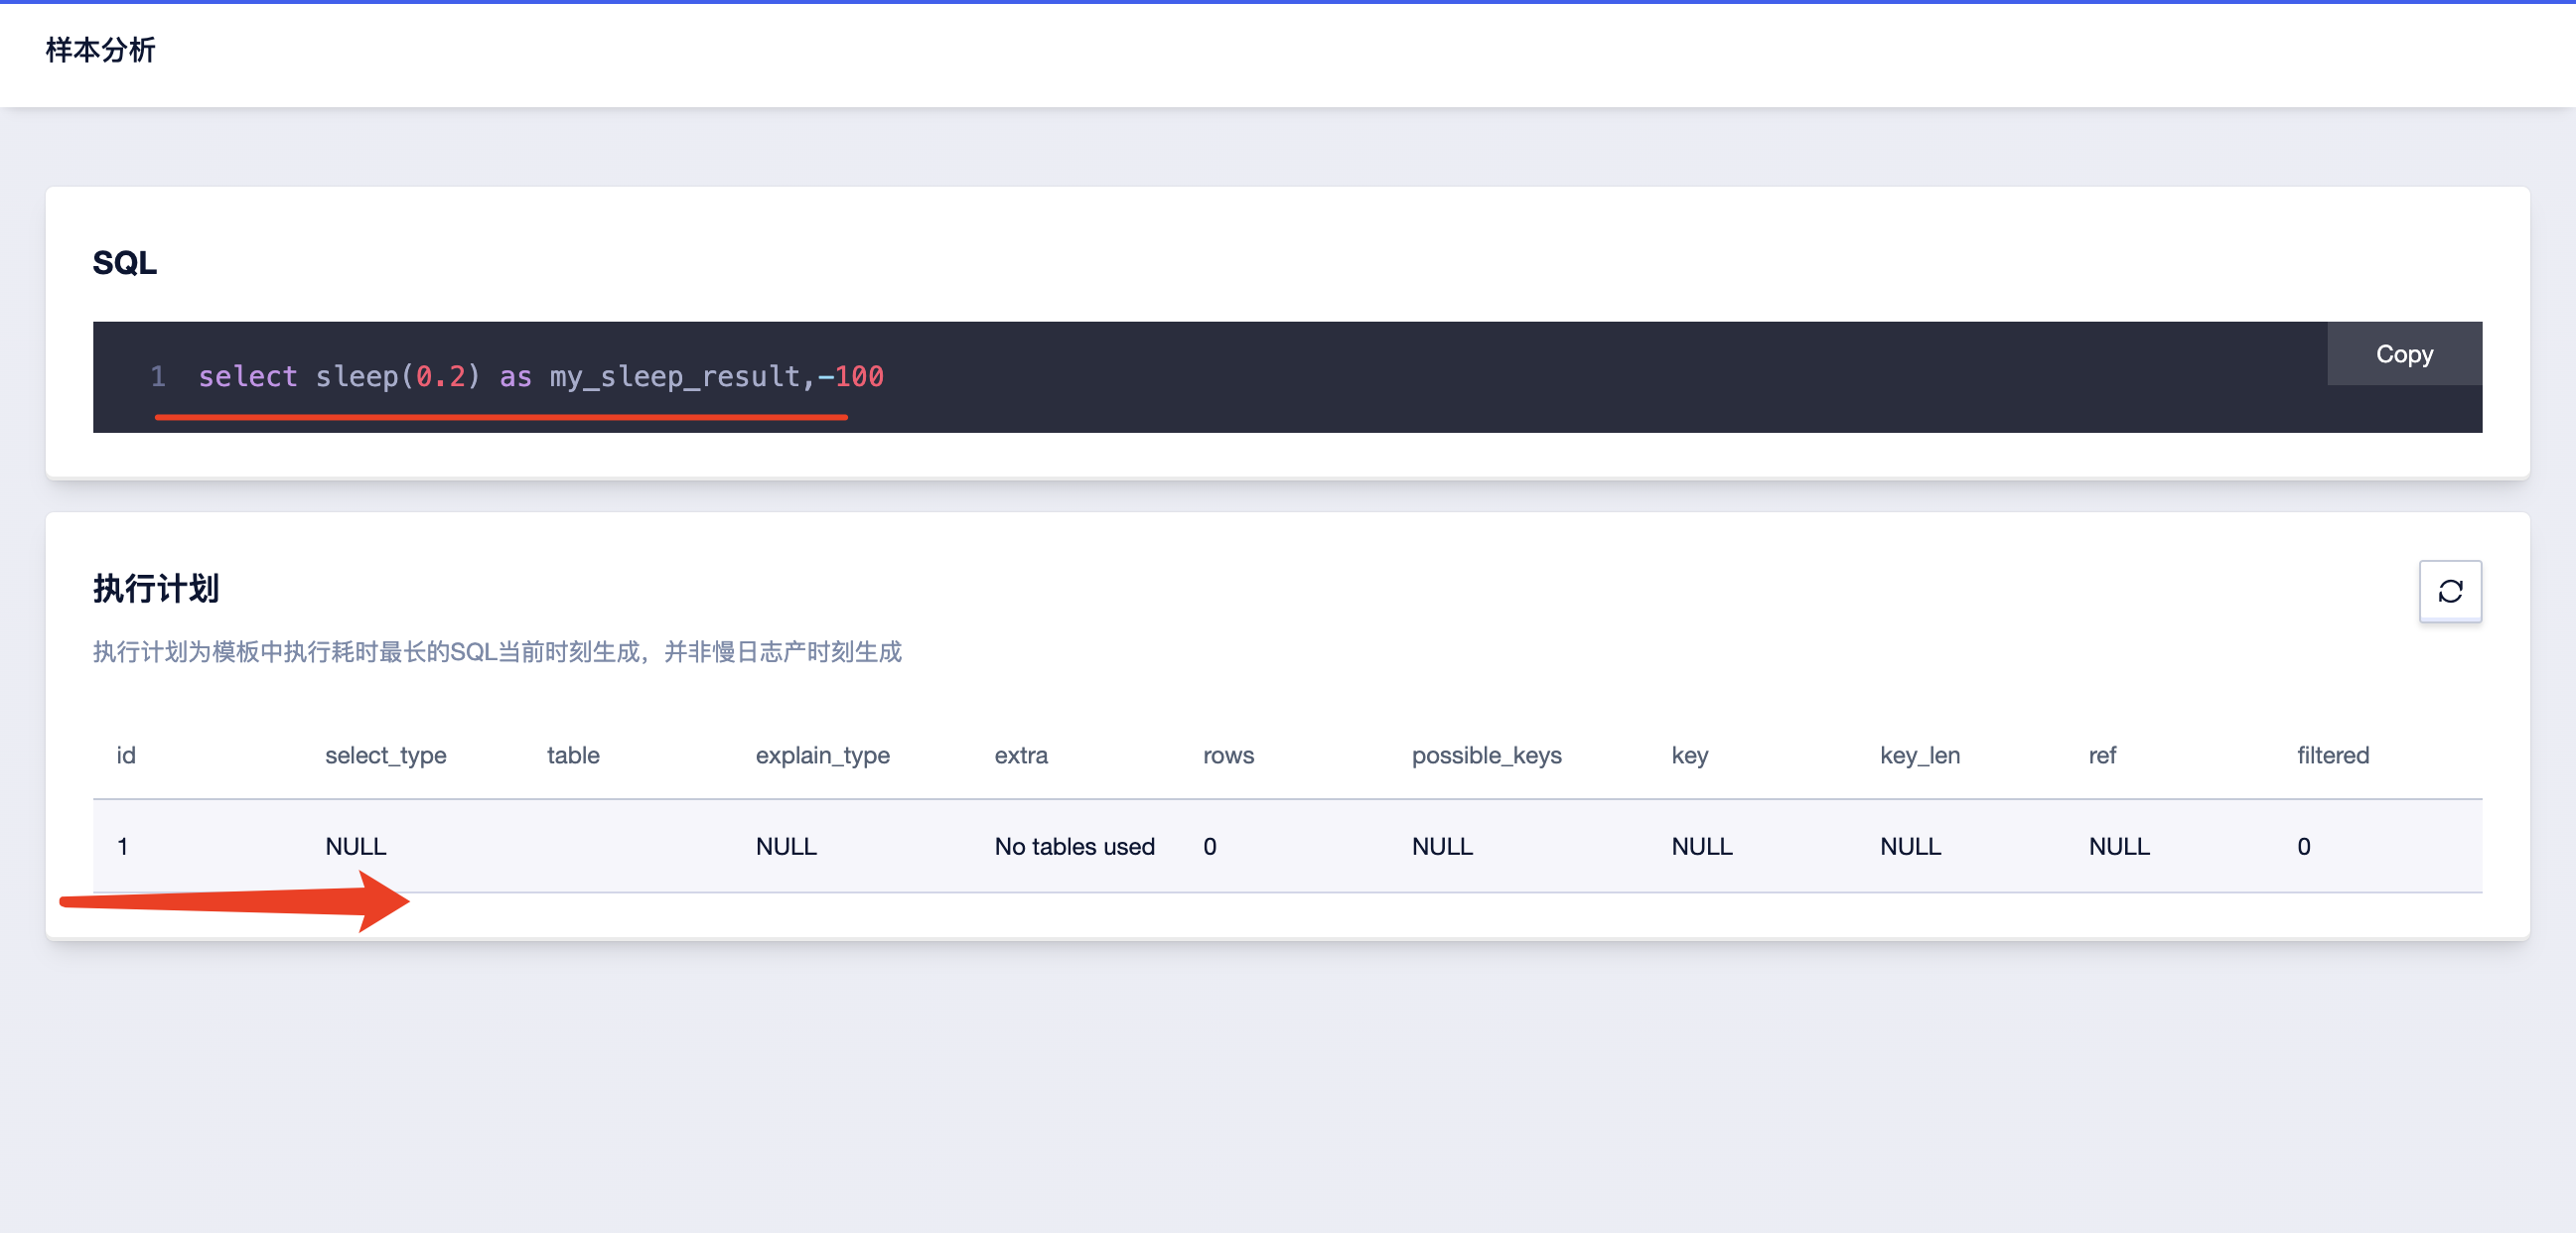 样本分析
SQL
Copy
1 select sleep(0.2) as my_sleep_result,-100
执行计划
执行计划为模板中执行耗时最长的SQL当前时刻生成，并非慢日志产时刻生成
id select_type table explain_type extra rows possible_keys key key_len ref filtered
1 NULL NULL No tables used 0 NULL NULL NULL NULL 0